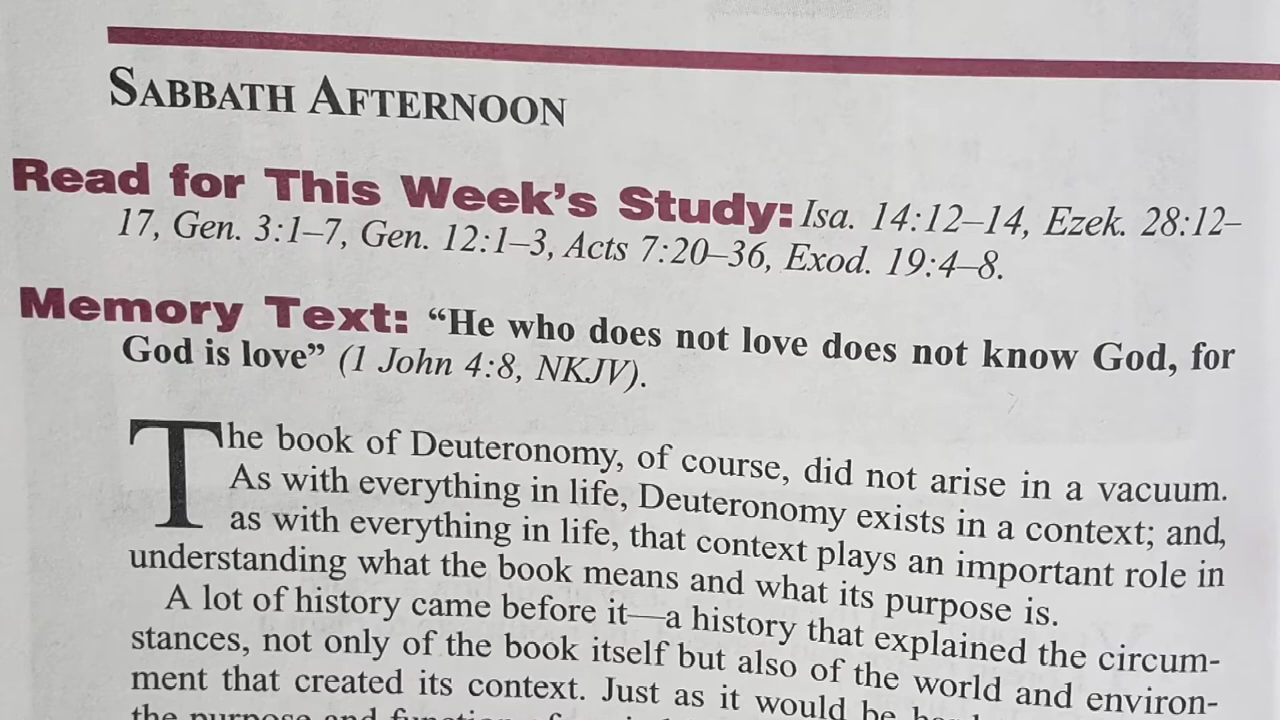 SABBATH AFTERNOON
Read for This Week's Study: Isa. 14:12–14, Ezek. 28:12–
17, Gen. 3:1–7, Gen. 12:1–3, Acts 7:20–36, Exod. 19:4–8.
Memory Text: “He who does not love does not know God, for
God is love” (1 John 4:8, NKJV).
The book of Deuteronomy, of course, did not arise in a vacuum.
As with everything in life, Deuteronomy exists in a context; and,
as with everything in life, that context plays an important role in
understanding what the book means and what its purpose is.
A lot of history came before it—a history that explained the circum-
stances, not only of the book itself but also of the world and environ-
ment that created its context. Just as it would be
the purpose and function of